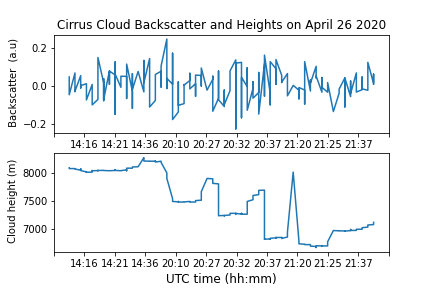 Cirrus Cloud Backscatter and Heights on April 26 2020
Backscatter (a.u)
0.2
0.0
−0.2
14:16 14:21 14:36 20:10 20:27 20:32 20:37 21:20 21:25 21:37
Cloud height (m)
8000
7500
7000
14:16 14:21 14:36 20:10 20:27 20:32 20:37 21:20 21:25 21:37
UTC time (hh:mm)